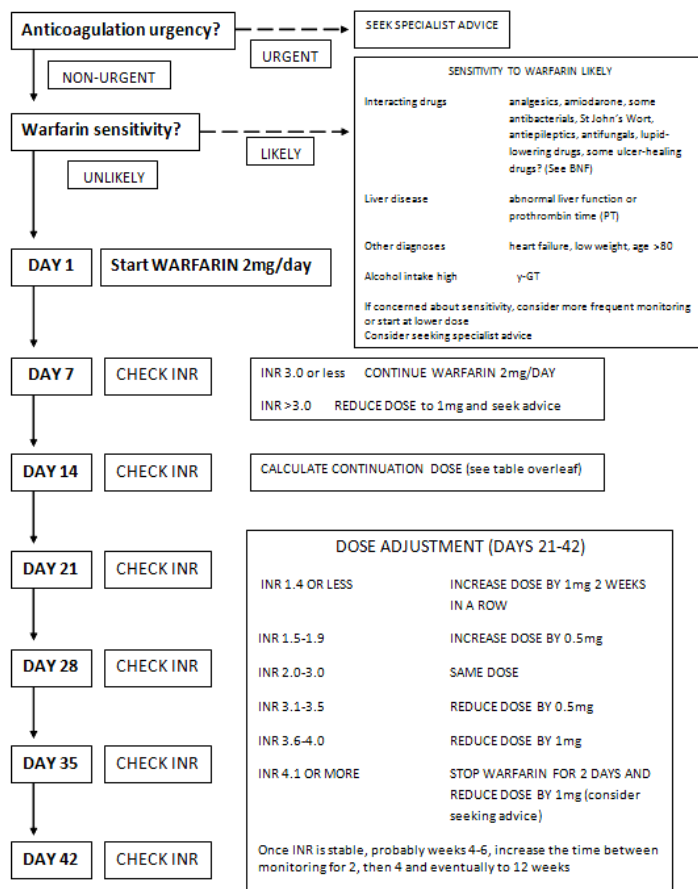 Anticoagulation urgency?
SEEK SPECIALIST ADVICE
URGENT
NON-URGENT
Warfarin sensitivity?
LIKELY
UNLIKELY
SENSITIVITY TO WARFARIN LIKELY
Interacting drugs
analgesics, amiodarone, some
antibacterials, St John's Wort,
antiepileptics, antifungals, lupid-
lowering drugs, some ulcer-healing
drugs? (See BNF)
Liver disease
abnormal liver function or
prothrombin time (PT)
Other diagnoses
heart failure, low weight, age >80
Alcohol intake high
γ-GT
If concerned about sensitivity, consider more frequent monitoring
or start at lower dose
Consider seeking specialist advice
DAY 1
Start WARFARIN 2mg/day
DAY 7
CHECK INR
INR 3.0 or less CONTINUE WARFARIN 2mg/DAY
INR >3.0 REDUCE DOSE to 1mg and seek advice
DAY 14
CHECK INR
CALCULATE CONTINUATION DOSE (see table overleaf)
DAY 21
CHECK INR
DAY 28
CHECK INR
DAY 35
CHECK INR
DAY 42
CHECK INR
DOSE ADJUSTMENT (DAYS 21-42)
INR 1.4 OR LESS
INCREASE DOSE BY 1mg 2 WEEKS
IN A ROW
INR 1.5-1.9
INCREASE DOSE BY 0.5mg
INR 2.0-3.0
SAME DOSE
INR 3.1-3.5
REDUCE DOSE BY 0.5mg
INR 3.6-4.0
REDUCE DOSE BY 1mg
INR 4.1 OR MORE
STOP WARFARIN FOR 2 DAYS AND
REDUCE DOSE BY 1mg (consider
seeking advice)
Once INR is stable, probably weeks 4-6, increase the time between
monitoring for 2, then 4 and eventually to 12 weeks